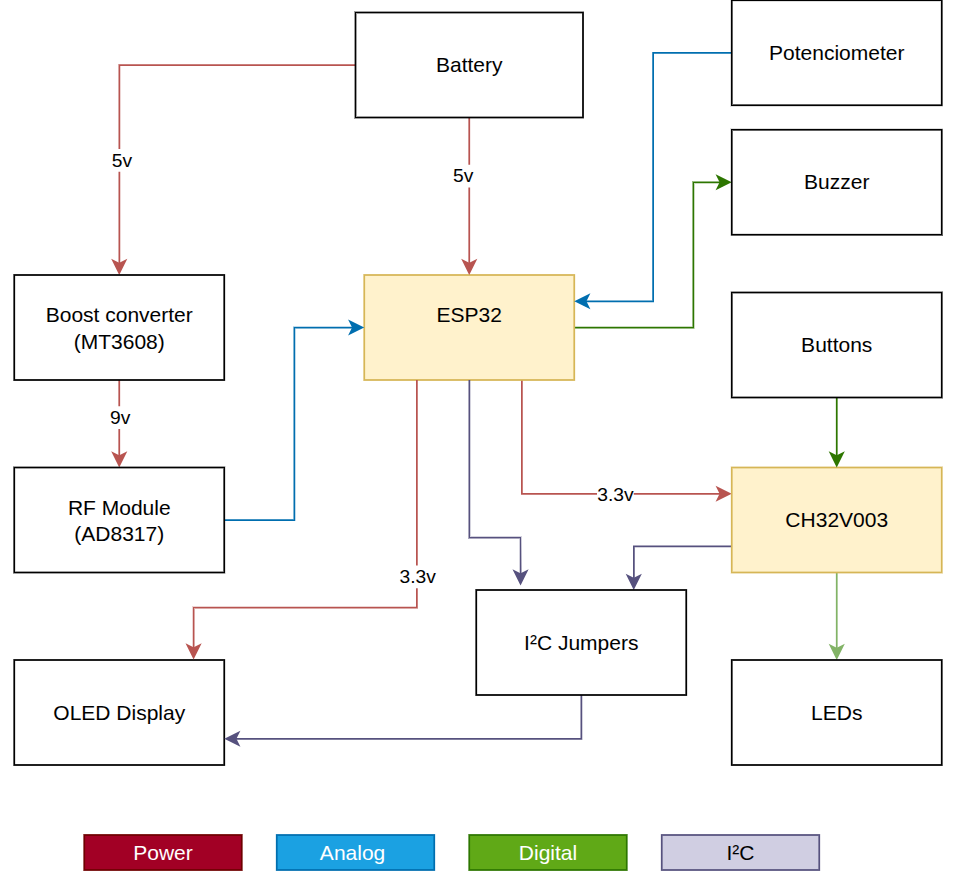 Battery
Potenciometer
5v
5v
Buzzer
Boost converter
(MT3608)
ESP32
Buttons
9v
RF Module
(AD8317)
3.3v
CH32V003
3.3v
I²C Jumpers
OLED Display
LEDs
Power
Analog
Digital
I²C